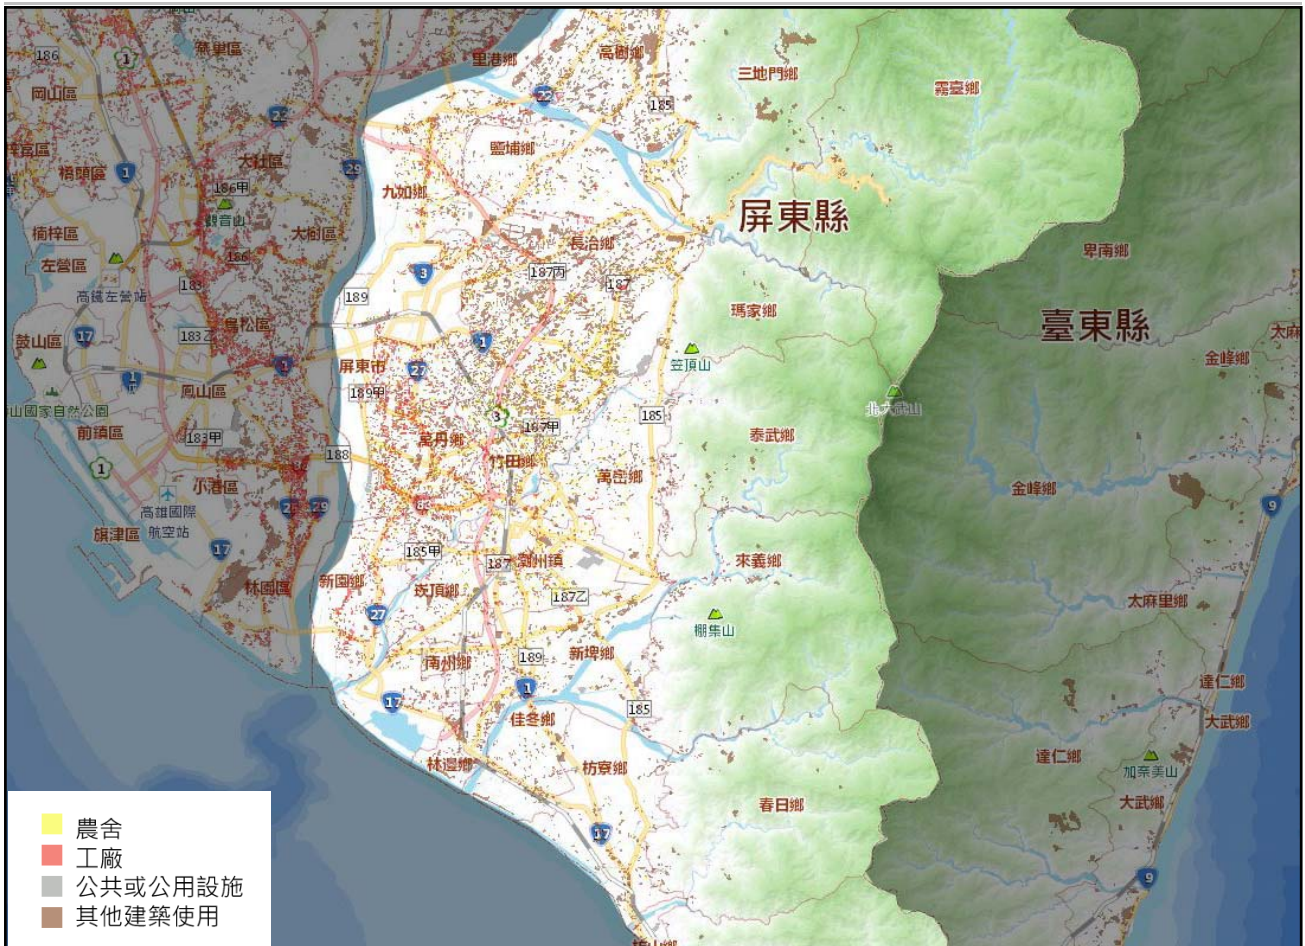 186
1
燕巢區
里港鄉
高樹鄉
三地門鄉
霧臺鄉
岡山區
22
22
185
橋頭區
1
大社區
29
鹽埔鄉
186甲
觀音山
九如鄉
屏東縣
楠梓區
大樹區
長治鄉
卑南鄉
左營區
186
高鐵左營站
183
3
187丙
187
189
瑪家鄉
臺東縣
鼓山區
17
183乙
鳥松區
1
太麻
金峰鄉
屏東市
27
笠頂山
1
鳳山區
189甲
北大武山
山國家自然公園
前鎮區
183甲
3
187甲
185
萬丹鄉
泰武鄉
1
188
竹田鄉
萬巒鄉
小港區
金峰鄉
高雄國際
航空站
29
9
旗津區
17
185甲
187
潮州鎮
來義鄉
林園區
新園鄉
崁頂鄉
187乙
太麻里鄉
27
棚集山
南州鄉
189
新埤鄉
達仁鄉
17
1
185
大武鄉
佳冬鄉
林邊鄉
枋寮鄉
達仁鄉
加奈美山
春日鄉
大武鄉
17
9
農舍
工廠
公共或公用設施
其他建築使用